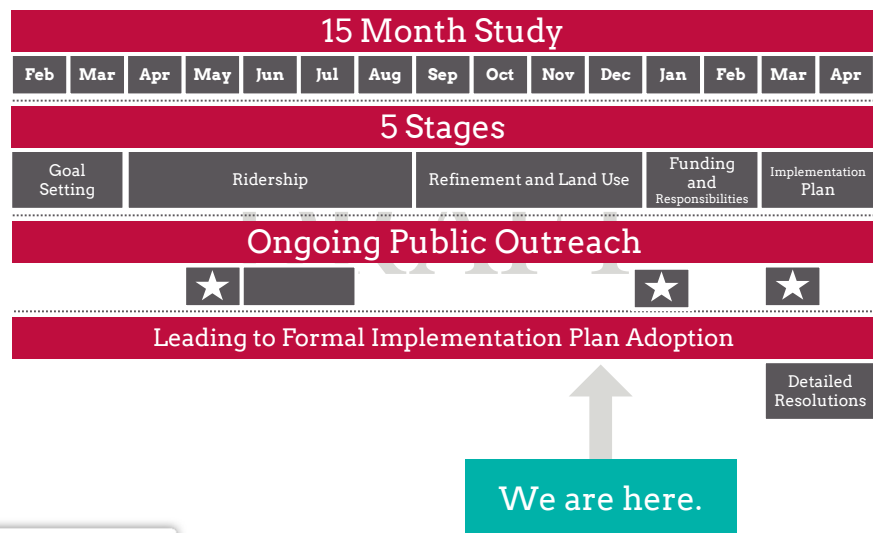 15 Month Study
Feb Mar Apr May Jun Jul Aug Sep Oct Nov Dec Jan Feb Mar Apr
5 Stages
Goal
Setting
Ridership
Refinement and Land Use
Funding
and
Responsibilities
Implementation
Plan
DRAFT
Ongoing Public Outreach
Leading to Formal Implementation Plan Adoption
Detailed
Resolutions
We are here.